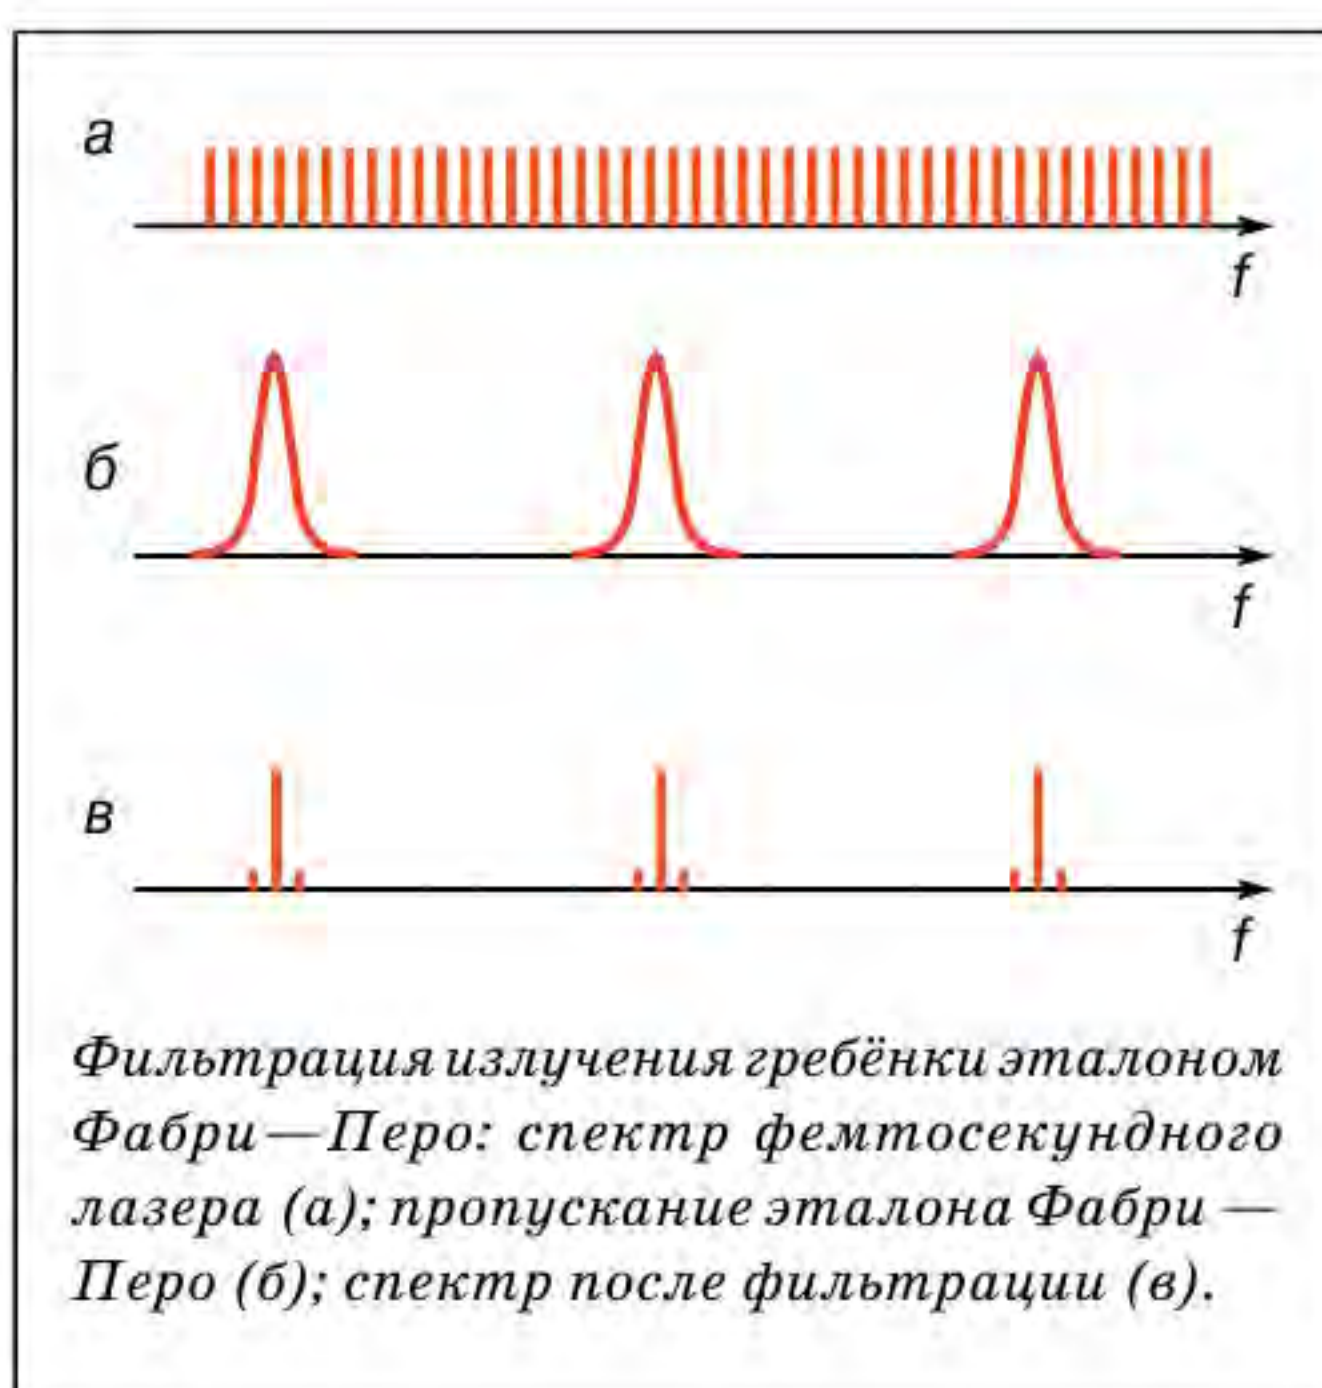 а
f
б
f
в
f
Фильтрация излучения гребёнки эталоном
Фабри—Перо: спектр фемтосекундного
лазера (а); пропускание эталона Фабри —
Перо (б); спектр после фильтрации (в).